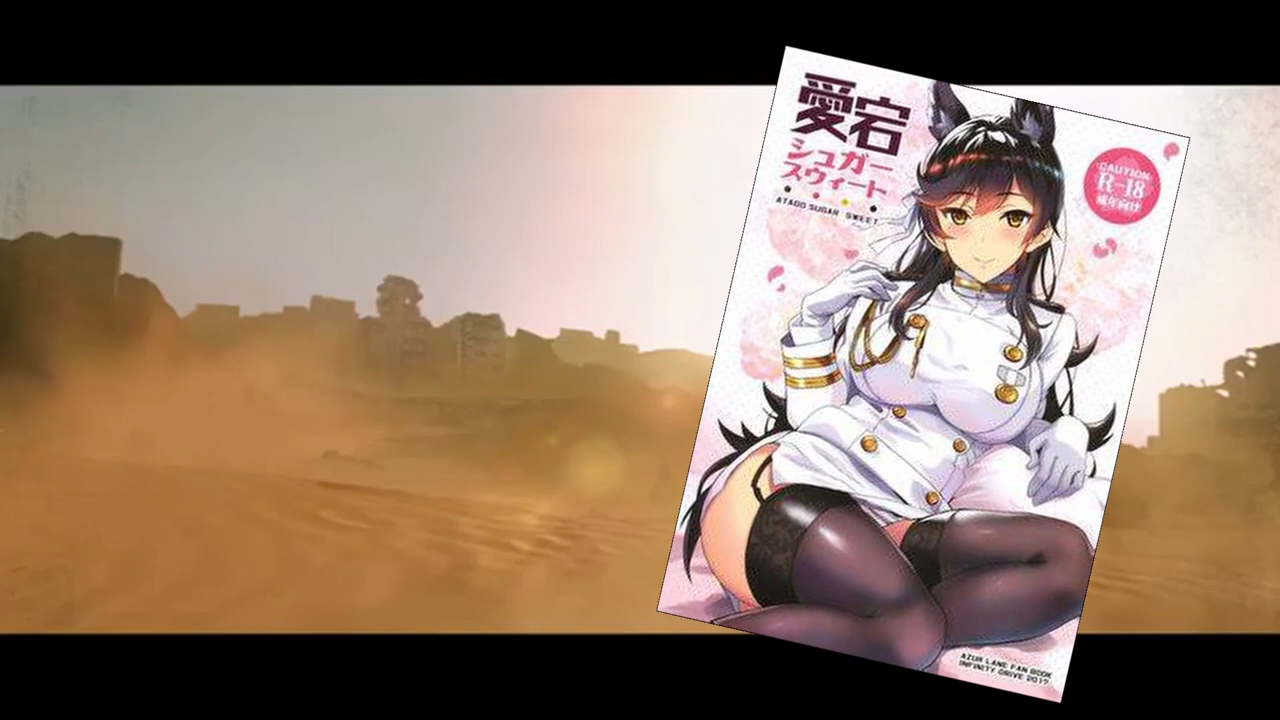 愛宕
シュガー
スウィート
ATAGO SUGAR SWEET
CAUTION
R-18
成年向け
AZUR LANE FAN BOOK
INFINITY DRIVE 2017